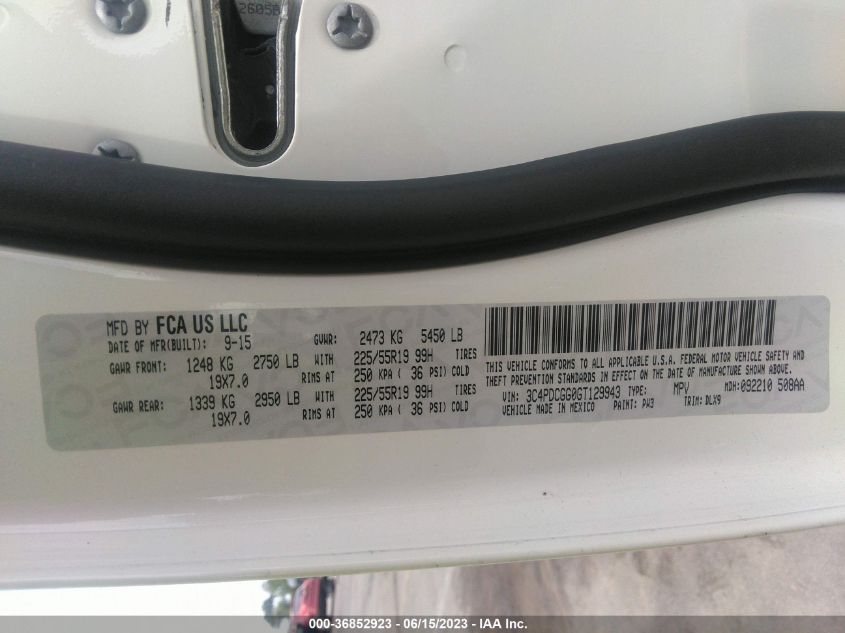 2605B
MFD BY FCA US LLC
DATE OF MFR(BUILT): 9-15 GVWR: 2473 KG 5450 LB
GAWR FRONT: 1248 KG 2750 LB WITH 225/55R19 99H TIRES
19X7.0 RIMS AT 250 KPA ( 36 PSI) COLD
GAWR REAR: 1339 KG 2950 LB WITH 225/55R19 99H TIRES
19X7.0 RIMS AT 250 KPA ( 36 PSI) COLD
THIS VEHICLE CONFORMS TO ALL APPLICABLE U.S.A. FEDERAL MOTOR VEHICLE SAFETY AND
THEFT PREVENTION STANDARDS IN EFFECT ON THE DATE OF MANUFACTURE SHOWN ABOVE.
VIN: 3C4PDCGG0GT129943 TYPE: MPV MDH:092210 508AA
VEHICLE MADE IN MEXICO PAINT: PW3 TRIM: DLX9
000-36852923 - 06/15/2023 - IAA Inc.